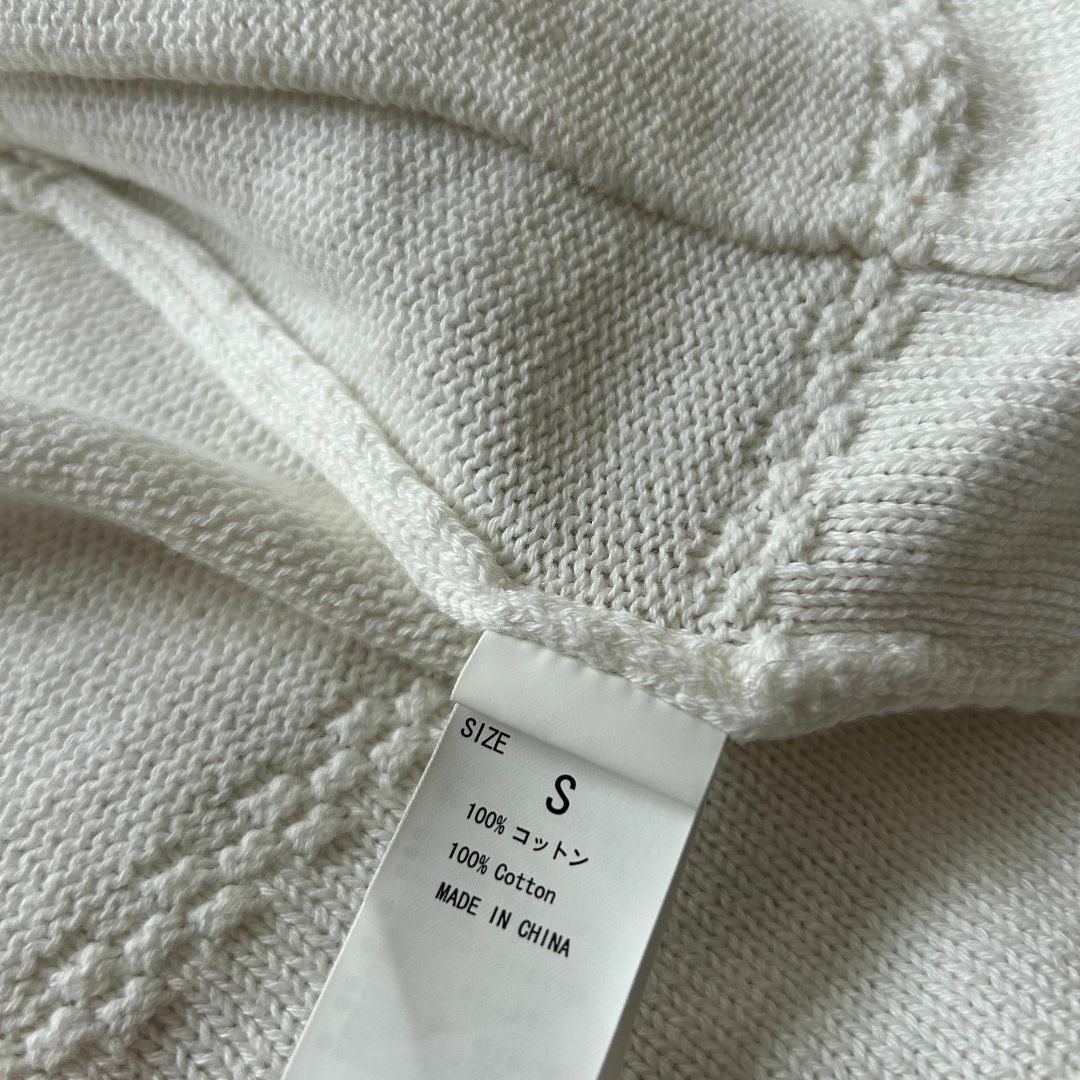 SIZE
S
100% コットン
100% Cotton
MADE IN CHINA